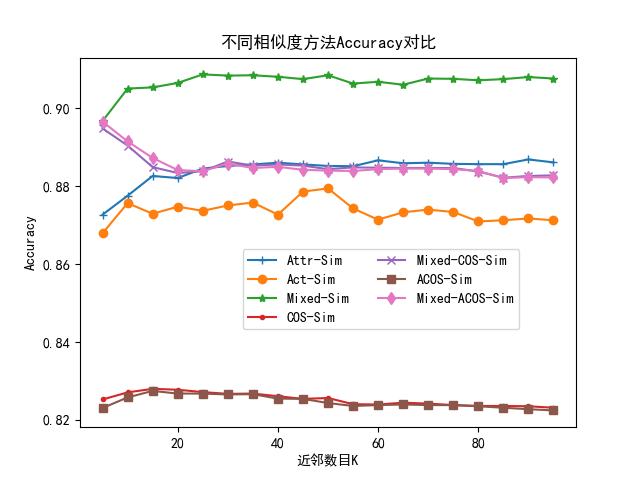 不同相似度方法Accuracy对比
0.90
0.88
0.86
0.84
0.82
Accuracy
Attr-Sim
Act-Sim
Mixed-Sim
COS-Sim
Mixed-COS-Sim
ACOS-Sim
Mixed-ACOS-Sim
20 40 60 80
近邻数目K